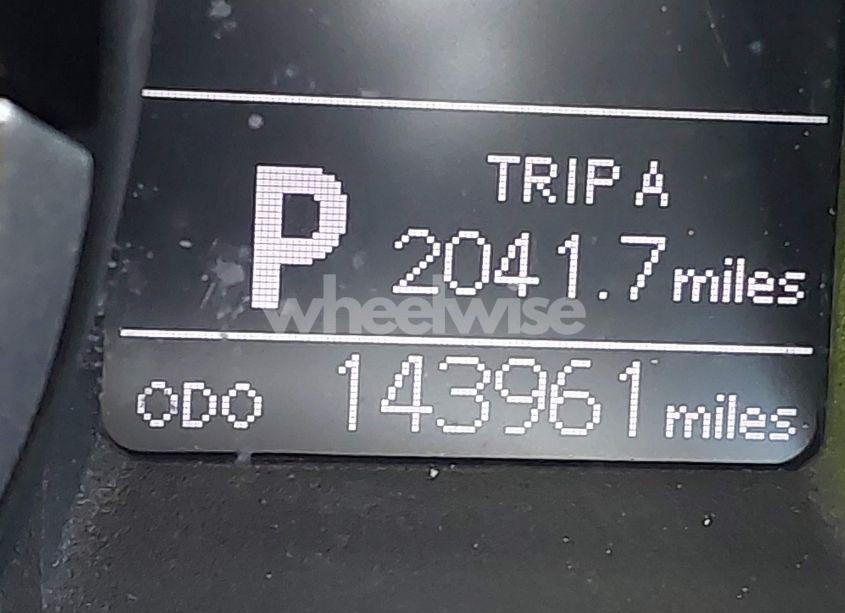 TRIP A
P 2041.7 miles
wheelwise
ODO 143961 miles